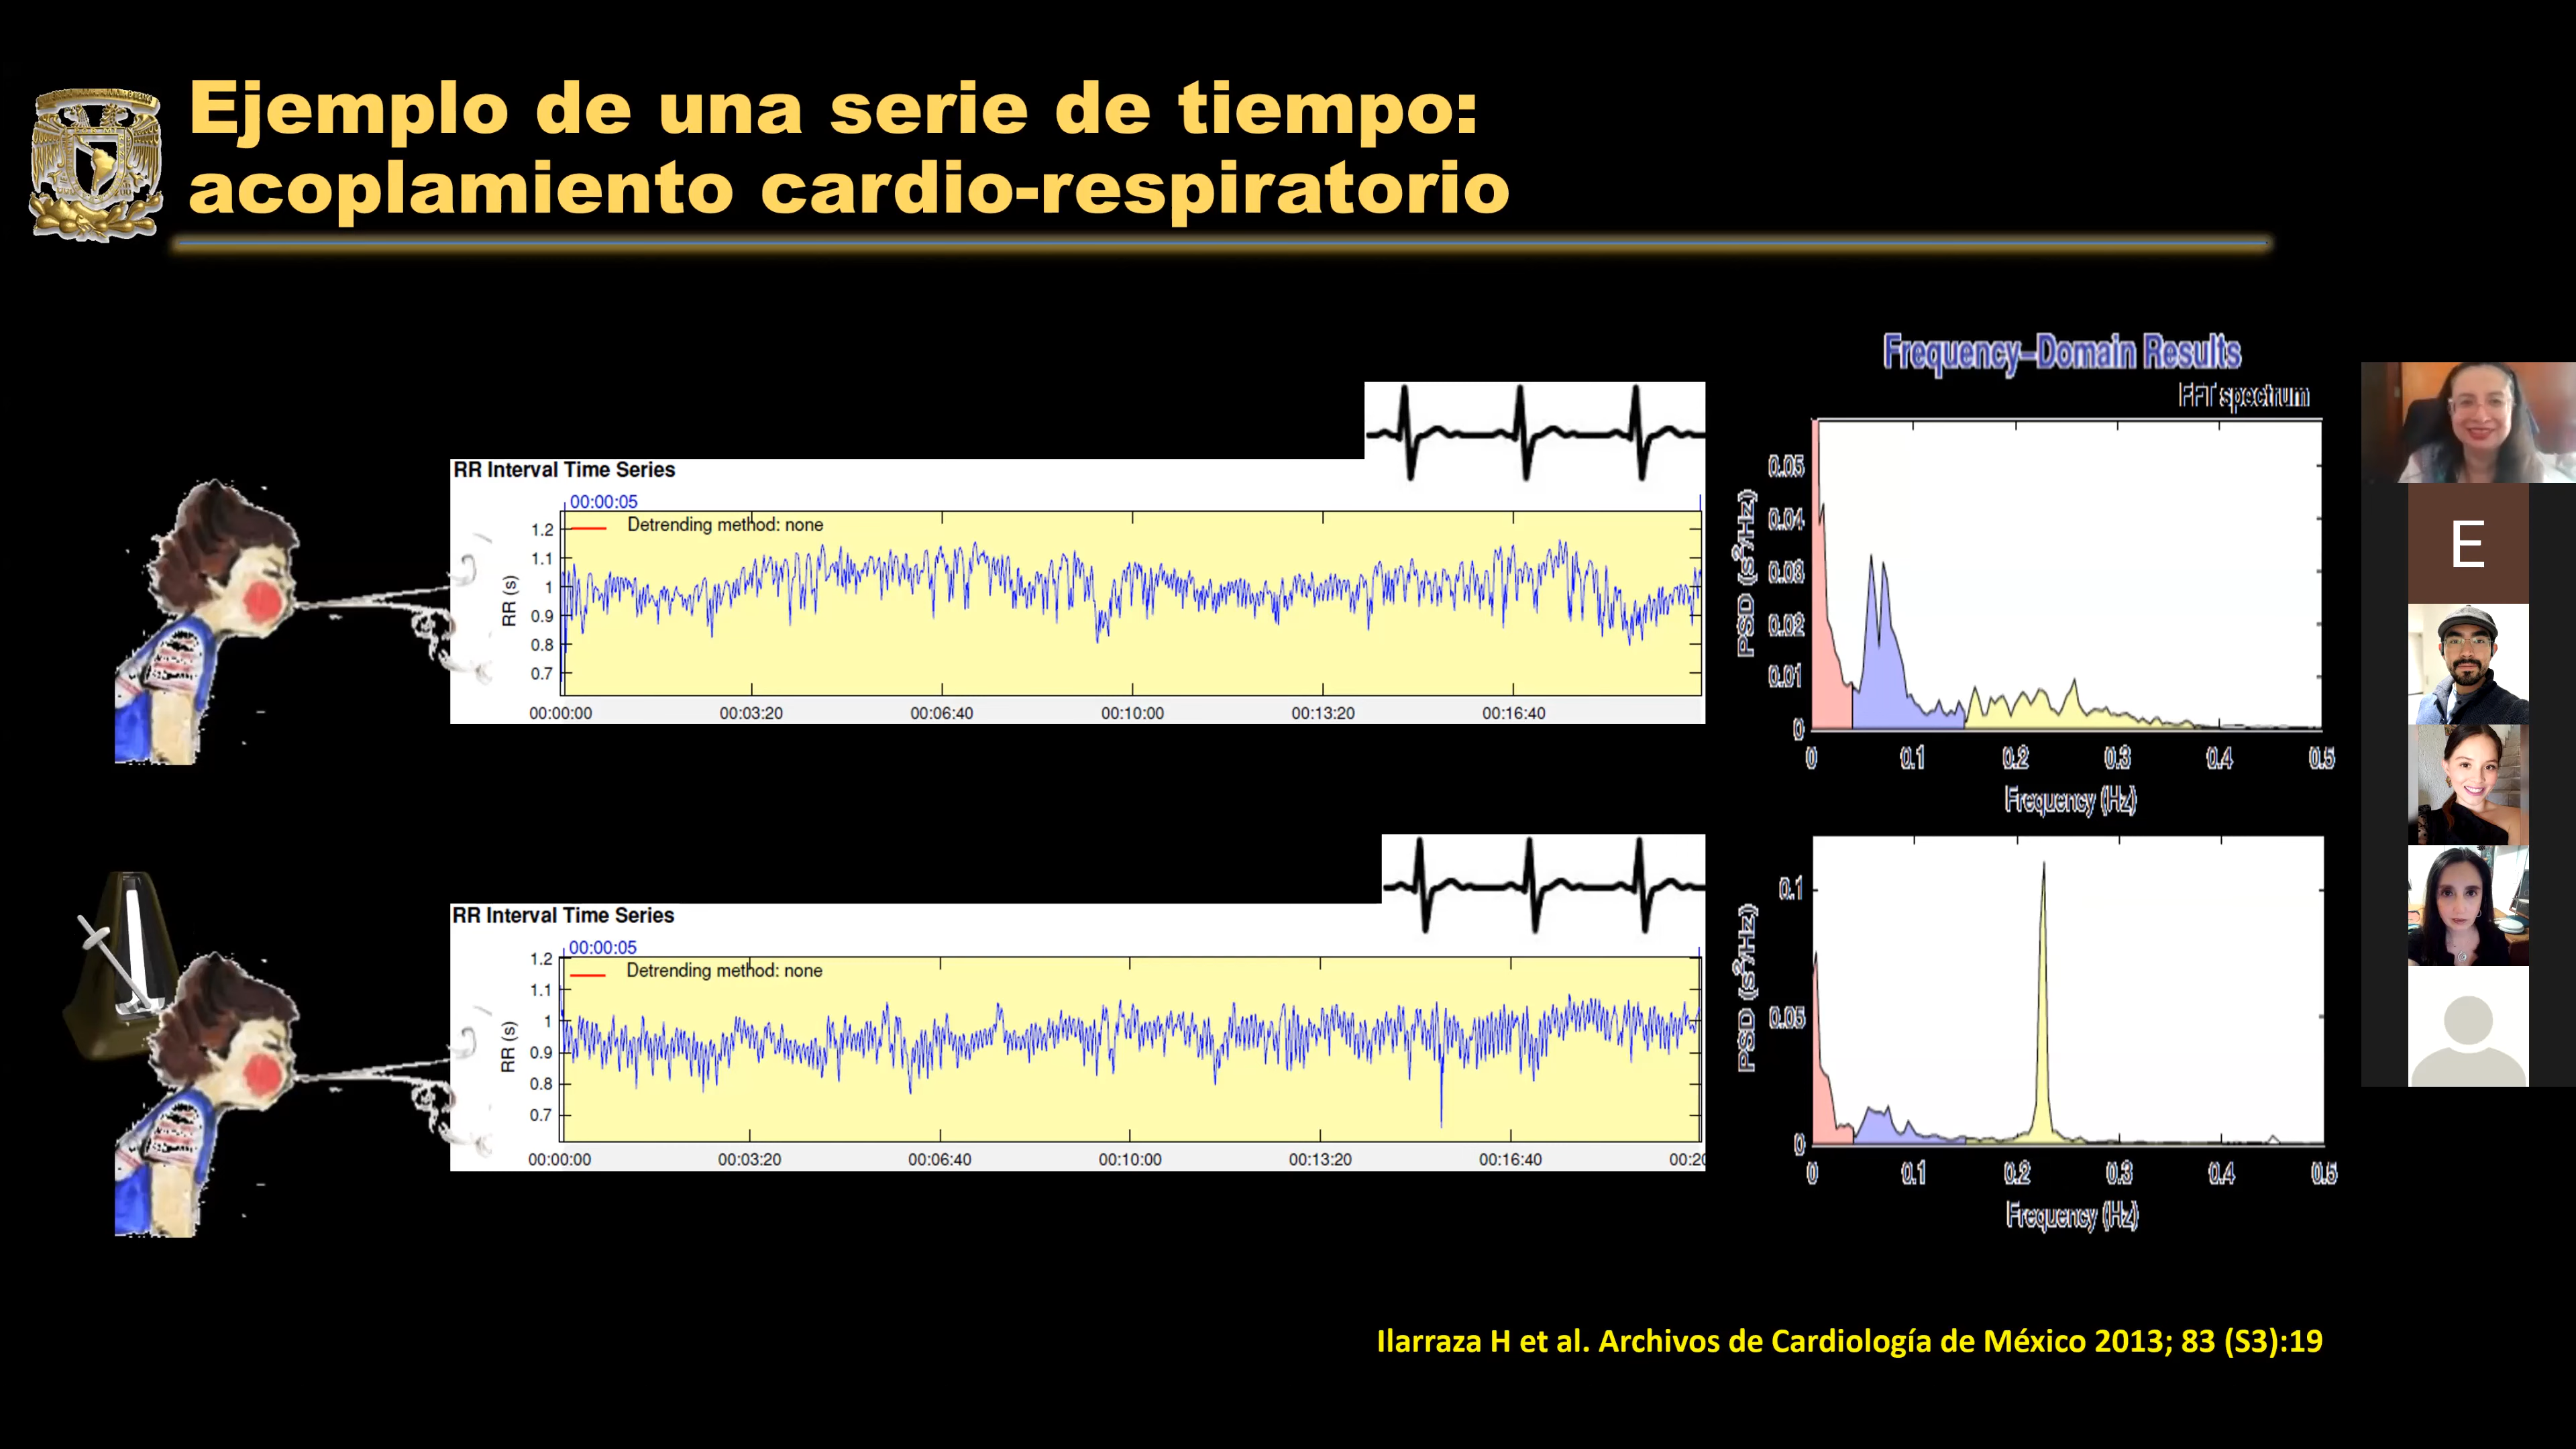 Ejemplo de una serie de tiempo:
acoplamiento cardio-respiratorio
RR Interval Time Series
00:00:05
Detrending method: none
RR (s)
1.2
1.1
1
0.9
0.8
0.7
00:00:00 00:03:20 00:06:40 00:10:00 00:13:20 00:16:40
Frequency-Domain Results
FFT spectrum
PSD (s²/Hz)
0.05
0.04
0.03
0.02
0.01
0
0 0.1 0.2 0.3 0.4 0.5
Frequency (Hz)
E
RR Interval Time Series
00:00:05
Detrending method: none
RR (s)
1.2
1.1
1
0.9
0.8
0.7
00:00:00 00:03:20 00:06:40 00:10:00 00:13:20 00:16:40 00:20
PSD (s²/Hz)
0.1
0.05
0
0 0.1 0.2 0.3 0.4 0.5
Frequency (Hz)
Ilarraza H et al. Archivos de Cardiología de México 2013; 83 (S3):19